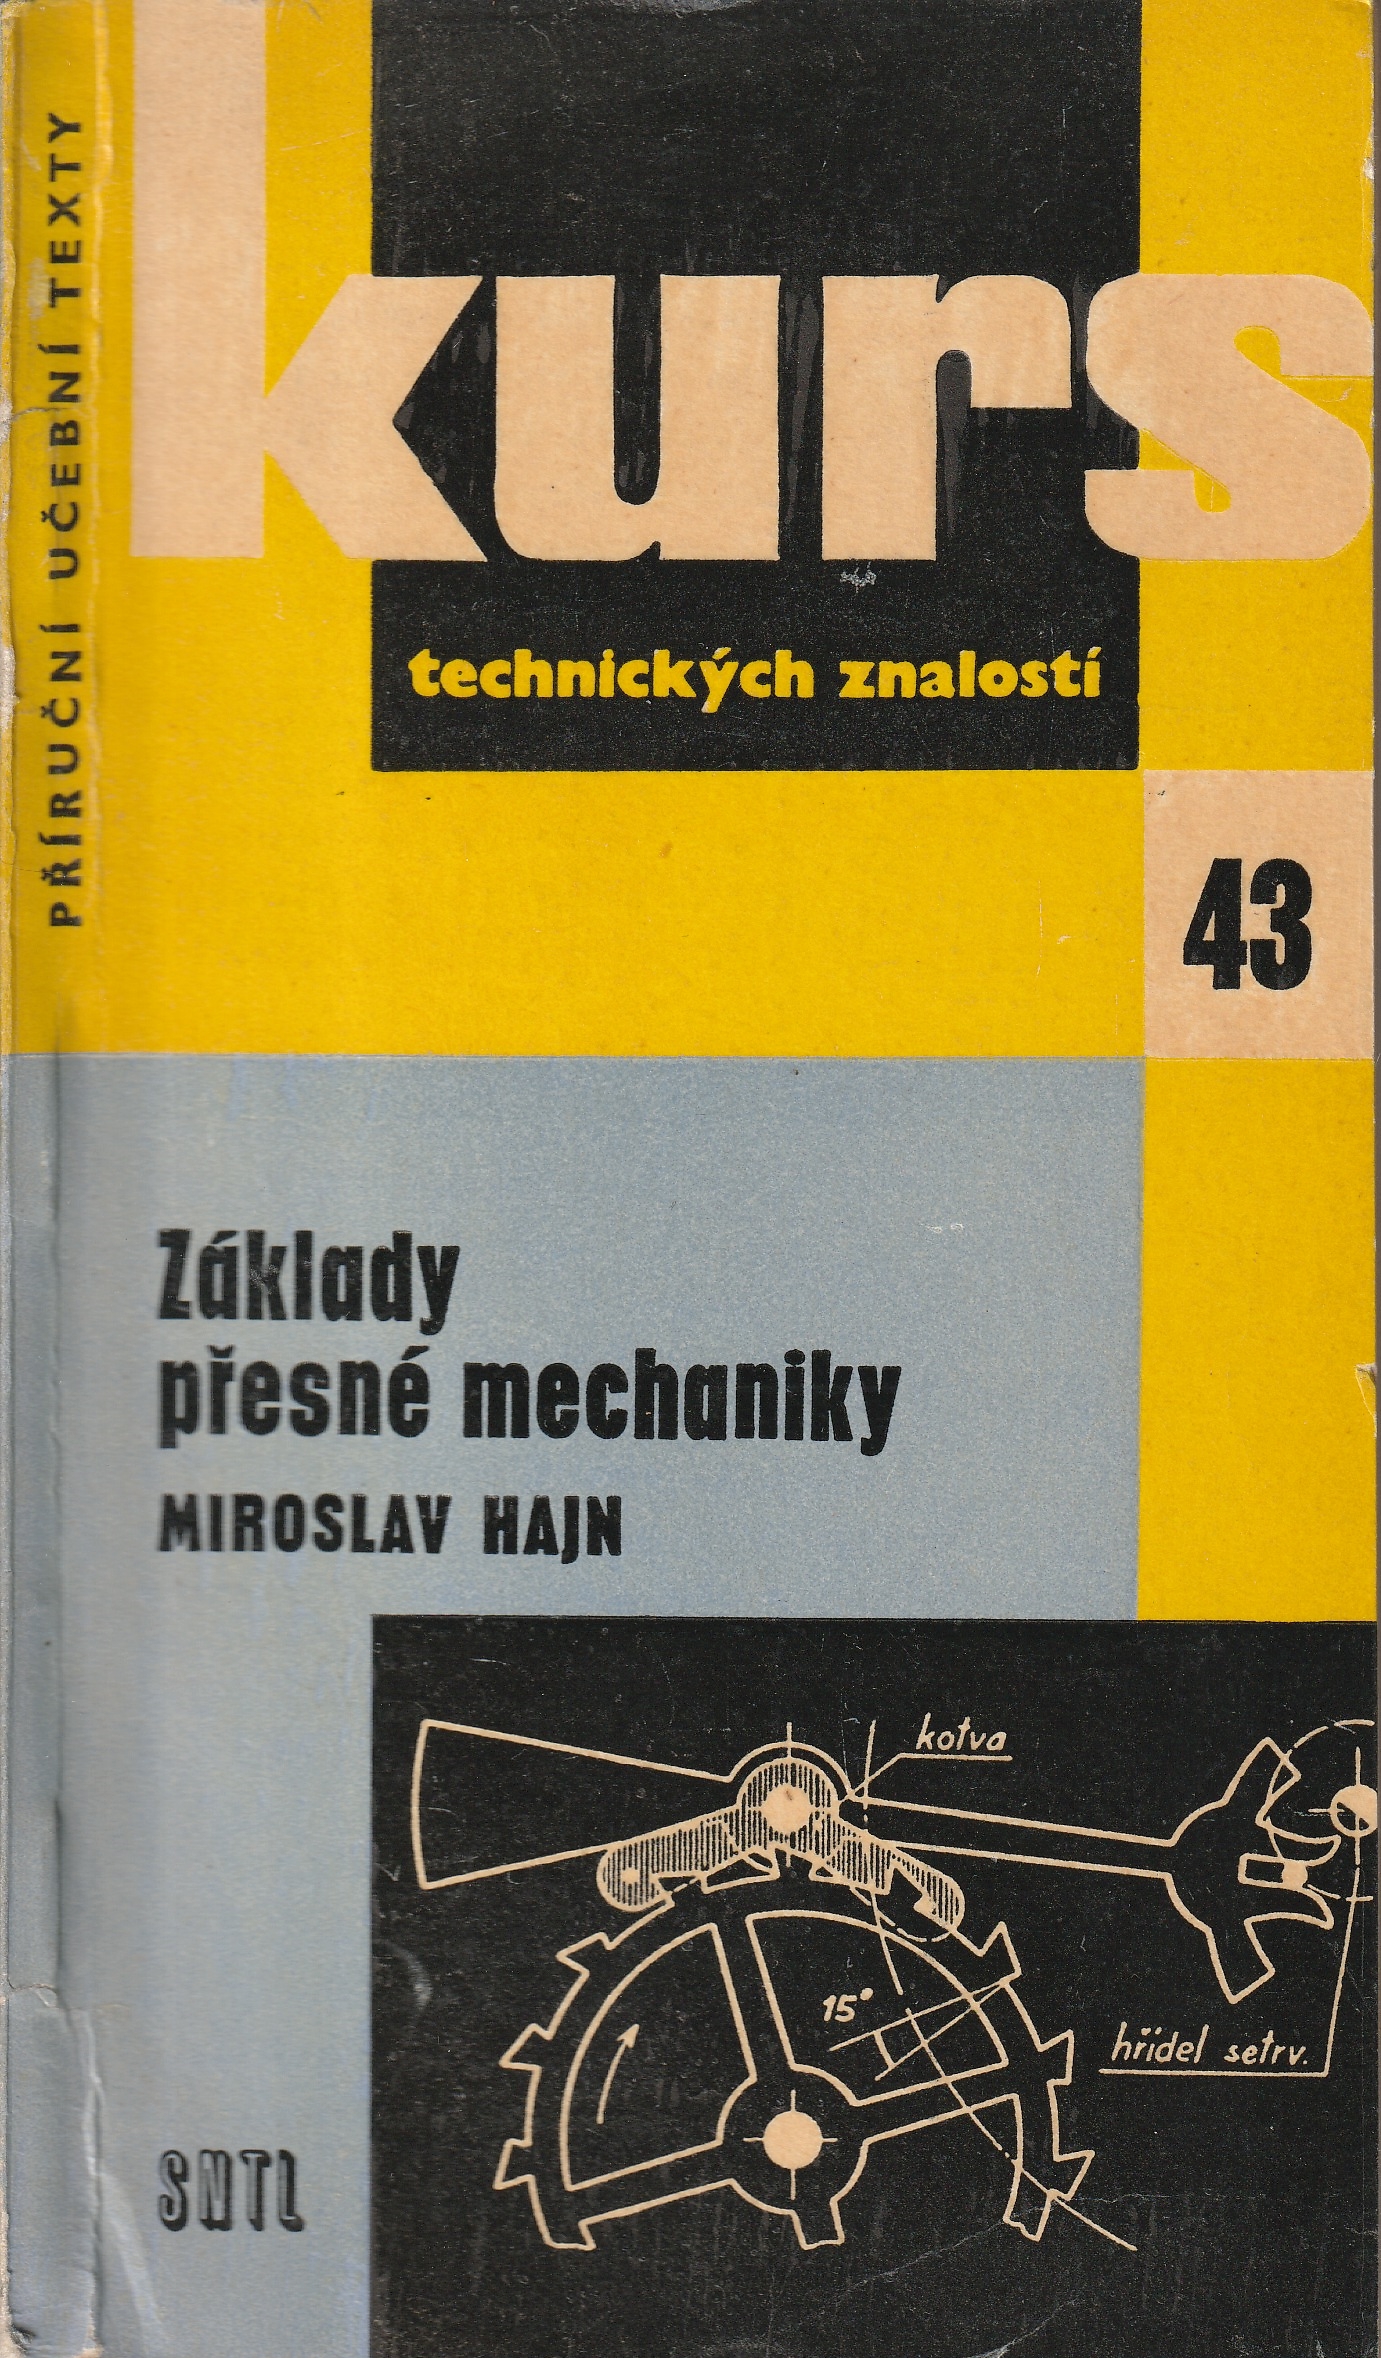 PŘÍRUČNÍ UČEBNÍ TEXTY
kurs
technických znalostí
43
Základy
přesné mechaniky
MIROSLAV HAJN
kotva
15°
hřídel setrv.
SNTL